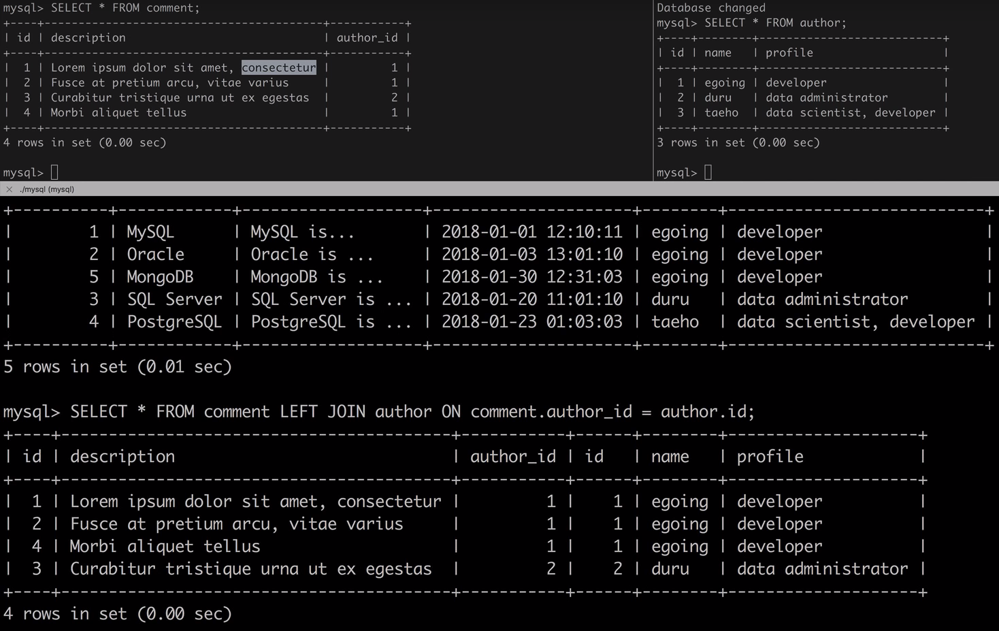 mysql> SELECT * FROM comment;
+----+-----------------------------------------+-----------+
| id | description                             | author_id |
+----+-----------------------------------------+-----------+
|  1 | Lorem ipsum dolor sit amet, consectetur |         1 |
|  2 | Fusce at pretium arcu, vitae varius     |         1 |
|  3 | Curabitur tristique urna ut ex egestas  |         2 |
|  4 | Morbi aliquet tellus                    |         1 |
+----+-----------------------------------------+-----------+
4 rows in set (0.00 sec)
mysql>
Database changed
mysql> SELECT * FROM author;
+----+--------+---------------------------+
| id | name   | profile                   |
+----+--------+---------------------------+
|  1 | egoing | developer                 |
|  2 | duru   | data administrator        |
|  3 | taeho  | data scientist, developer |
+----+--------+---------------------------+
3 rows in set (0.00 sec)
mysql>
× ./mysql (mysql)
+----------+------------+-------------------+---------------------+--------+---------------------------+
|        1 | MySQL      | MySQL is...       | 2018-01-01 12:10:11 | egoing | developer                 |
|        2 | Oracle     | Oracle is ...     | 2018-01-03 13:01:10 | egoing | developer                 |
|        5 | MongoDB    | MongoDB is ...    | 2018-01-30 12:31:03 | egoing | developer                 |
|        3 | SQL Server | SQL Server is ... | 2018-01-20 11:01:10 | duru   | data administrator        |
|        4 | PostgreSQL | PostgreSQL is ... | 2018-01-23 01:03:03 | taeho  | data scientist, developer |
+----------+------------+-------------------+---------------------+--------+---------------------------+
5 rows in set (0.01 sec)
mysql> SELECT * FROM comment LEFT JOIN author ON comment.author_id = author.id;
+----+-----------------------------------------+-----------+------+--------+--------------------+
| id | description                             | author_id | id   | name   | profile            |
+----+-----------------------------------------+-----------+------+--------+--------------------+
|  1 | Lorem ipsum dolor sit amet, consectetur |         1 |    1 | egoing | developer          |
|  2 | Fusce at pretium arcu, vitae varius     |         1 |    1 | egoing | developer          |
|  4 | Morbi aliquet tellus                    |         1 |    1 | egoing | developer          |
|  3 | Curabitur tristique urna ut ex egestas  |         2 |    2 | duru   | data administrator |
+----+-----------------------------------------+-----------+------+--------+--------------------+
4 rows in set (0.00 sec)